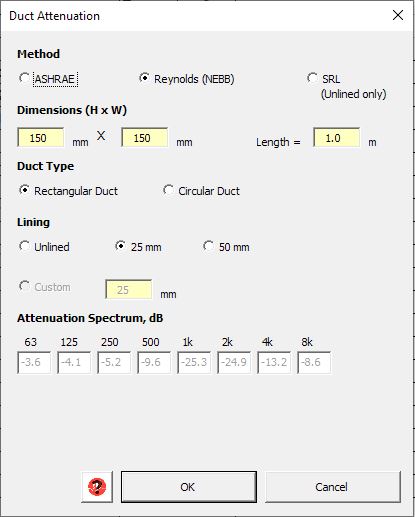 Duct Attenuation
Method
ASHRAE Reynolds (NEBB) SRL
(Unlined only)
Dimensions (H x W)
150 mm X 150 mm Length = 1.0 m
Duct Type
Rectangular Duct Circular Duct
Lining
Unlined 25 mm 50 mm
Custom 25 mm
Attenuation Spectrum, dB
63 125 250 500 1k 2k 4k 8k
-3.6 -4.1 -5.2 -9.6 -25.3 -24.9 -13.2 -8.6
? OK Cancel